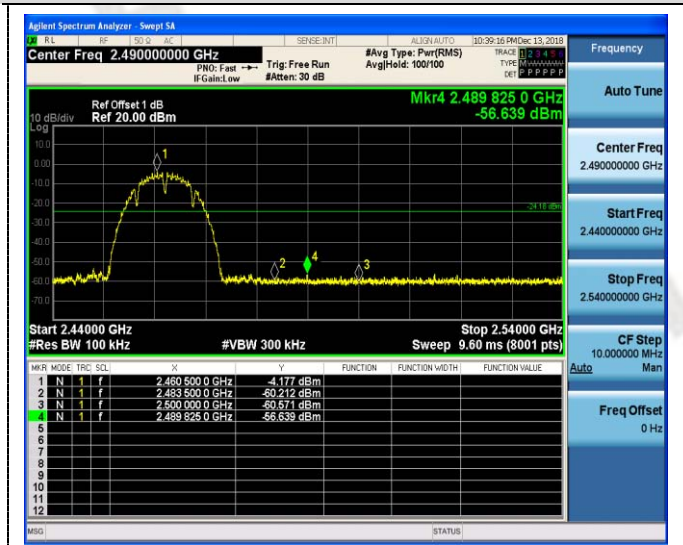 Agilent Spectrum Analyzer - Swept SA
RL RF 50 Ω AC SENSE:INT ALIGN AUTO 10:39:16 PM Dec 13, 2018
Center Freq 2.490000000 GHz #Avg Type: Pwr(RMS) TRACE 1 2 3 4 5 6
PNO: Fast Trig: Free Run Avg|Hold: 100/100 TYPE M
IFGain:Low #Atten: 30 dB DET P P P P P P
Frequency
Auto Tune
Center Freq
2.490000000 GHz
Start Freq
2.440000000 GHz
Stop Freq
2.540000000 GHz
CF Step
10.000000 MHz
Auto Man
Freq Offset
0 Hz
Ref Offset 1 dB Mkr4 2.489 825 0 GHz
10 dB/div Ref 20.00 dBm -56.639 dBm
Log
10.0
0.00
-10.0
-20.0
-30.0
-40.0
-50.0
-60.0
-70.0
1
2
4
3
-24.18 dBm
Start 2.44000 GHz Stop 2.54000 GHz
#Res BW 100 kHz #VBW 300 kHz Sweep 9.60 ms (8001 pts)
MKR MODE TRC SCL X Y FUNCTION FUNCTION WIDTH FUNCTION VALUE
1 N 1 f 2.460 500 0 GHz -4.177 dBm
2 N 1 f 2.483 500 0 GHz -60.212 dBm
3 N 1 f 2.500 000 0 GHz -60.571 dBm
4 N 1 f 2.489 825 0 GHz -56.639 dBm
5
6
7
8
9
10
11
12
MSG STATUS